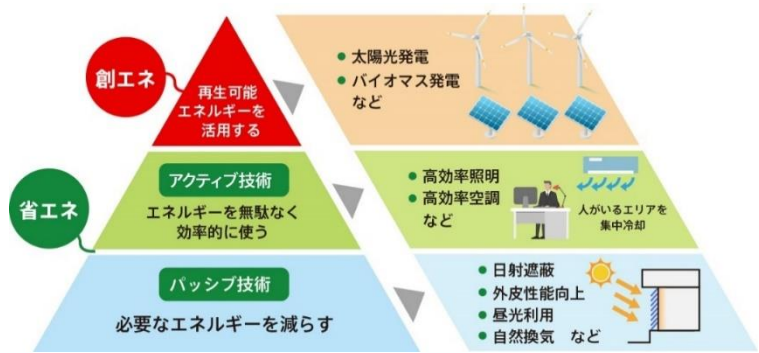 創エネ
再生可能
エネルギーを
活用する
太陽光発電
バイオマス発電
など
省エネ
アクティブ技術
エネルギーを無駄なく
効率的に使う
高効率照明
高効率空調
など
人がいるエリアを
集中冷却
パッシブ技術
必要なエネルギーを減らす
日射遮蔽
外皮性能向上
昼光利用
自然換気 など